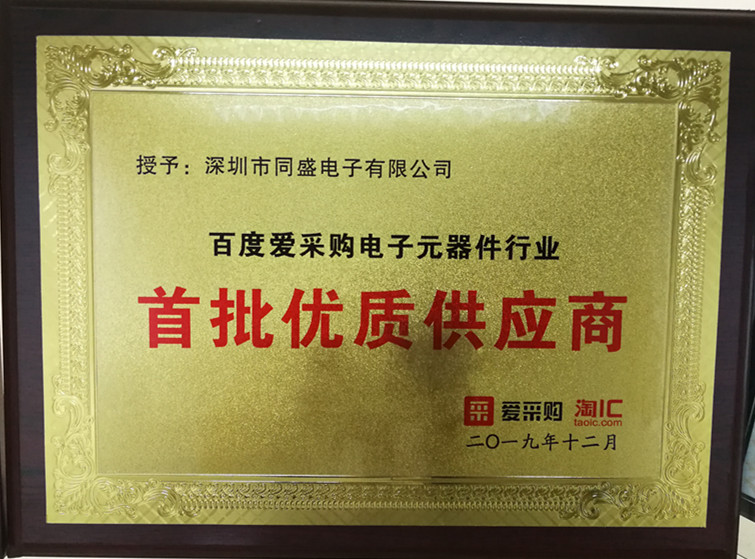 授予：深圳市同盛电子有限公司
百度爱采购电子元器件行业
首批优质供应商
采 爱采购 淘IC
taoic.com
二〇一九年十二月